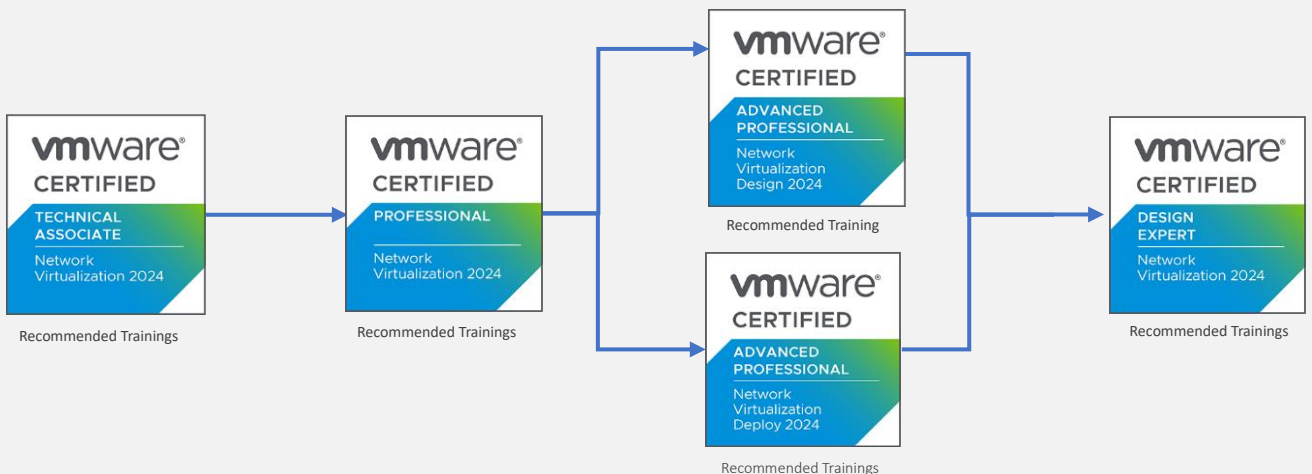 vmware®
CERTIFIED
TECHNICAL
ASSOCIATE
Network
Virtualization 2024
Recommended Trainings
vmware®
CERTIFIED
PROFESSIONAL
Network
Virtualization 2024
Recommended Trainings
vmware®
CERTIFIED
ADVANCED
PROFESSIONAL
Network
Virtualization
Design 2024
Recommended Training
vmware®
CERTIFIED
ADVANCED
PROFESSIONAL
Network
Virtualization
Deploy 2024
Recommended Trainings
vmware®
CERTIFIED
DESIGN
EXPERT
Network
Virtualization 2024
Recommended Trainings